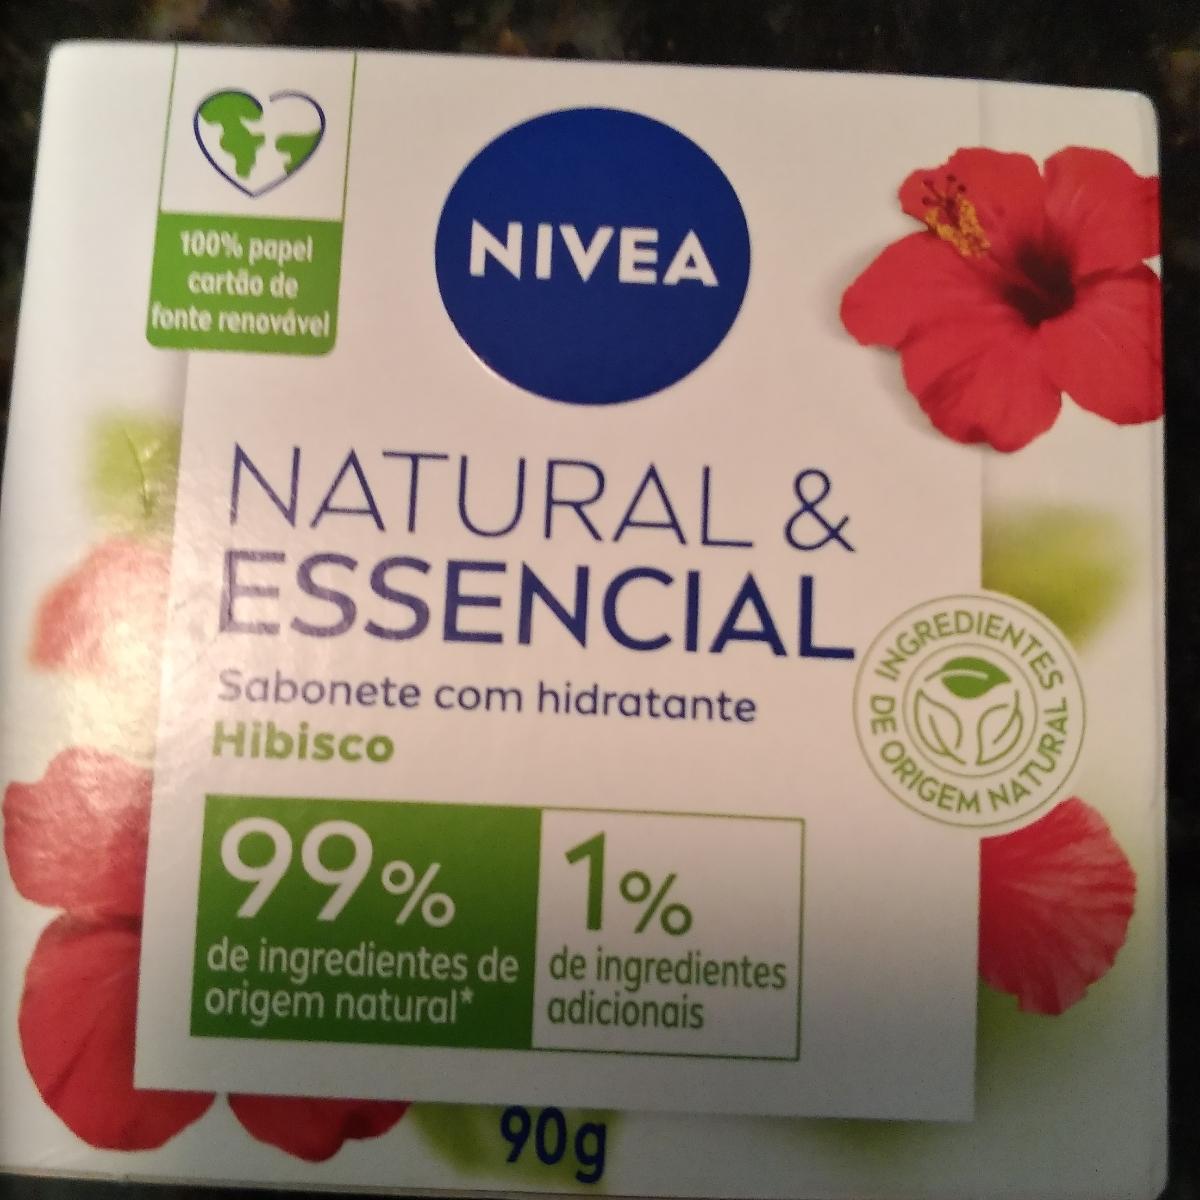 100% papel
cartão de
fonte renovável
NIVEA
NATURAL &
ESSENCIAL
Sabonete com hidratante
Hibisco
INGREDIENTES
DE ORIGEM NATURAL
99%
de ingredientes de
origem natural*
1%
de ingredientes
adicionais
90g